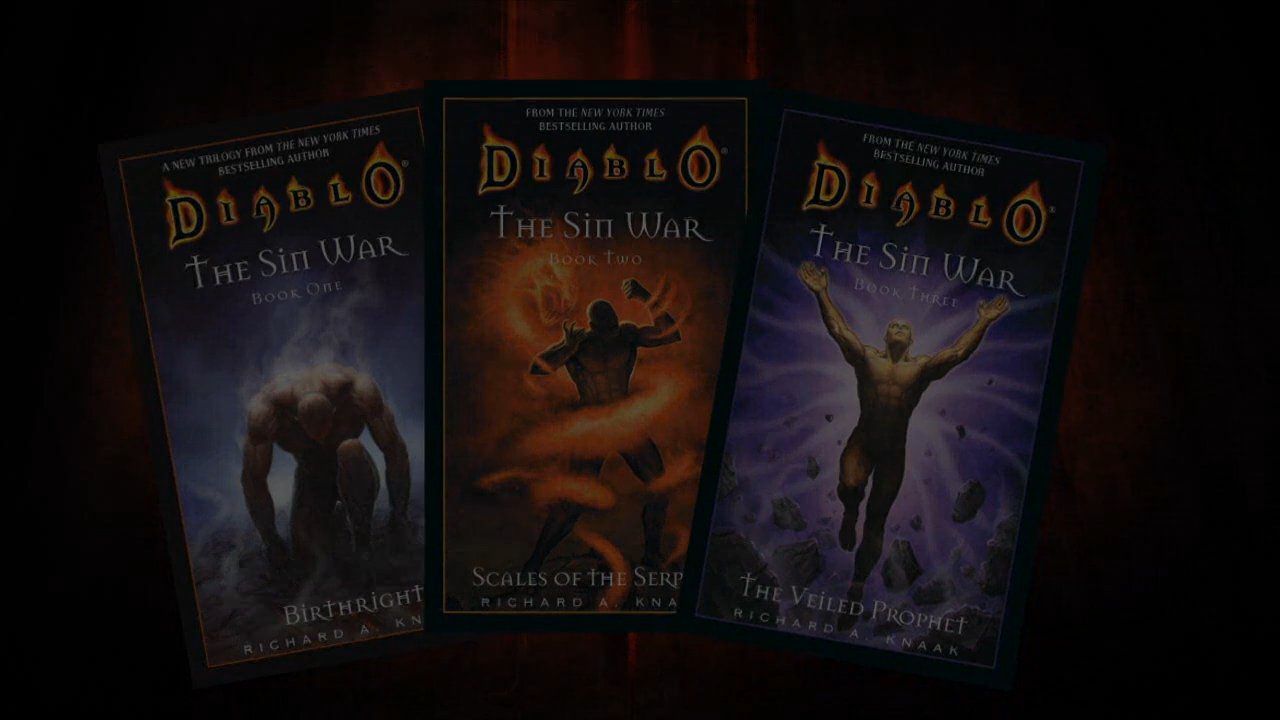 A NEW TRILOGY FROM THE NEW YORK TIMES
BESTSELLING AUTHOR
DIABLO®
THE SIN WAR
BOOK ONE
BIRTHRIGHT
RICHARD A. KN
FROM THE NEW YORK TIMES
BESTSELLING AUTHOR
DIABLO®
THE SIN WAR
BOOK TWO
SCALES OF THE SERP
RICHARD A. KNA
FROM THE NEW YORK TIMES
BESTSELLING AUTHOR
DIABLO®
THE SIN WAR
BOOK THREE
THE VEILED PROPHET
RICHARD A. KNAAK